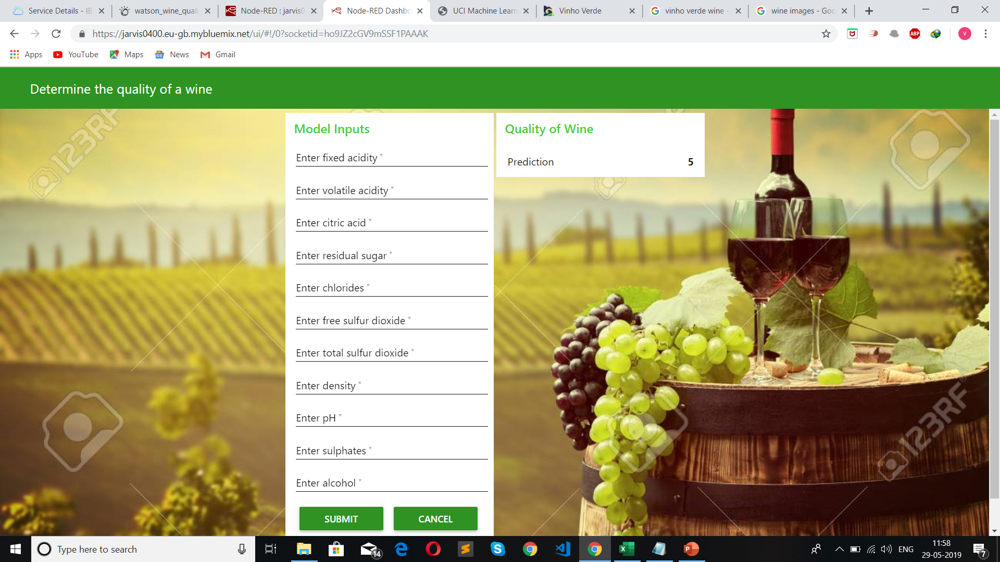 Service Details - IB
watson_wine_quali
Node-RED : jarvis0
Node-RED Dashbo
UCI Machine Learn
Vinho Verde
vinho verde wine -
wine images - Goo
https://jarvis0400.eu-gb.mybluemix.net/ui/#!/0?socketid=ho9JZ2cGV9mSSF1PAAAK
ABP
V
Apps
YouTube
Maps
News
Gmail
Determine the quality of a wine
Model Inputs
Enter fixed acidity *
Enter volatile acidity *
Enter citric acid *
Enter residual sugar *
Enter chlorides *
Enter free sulfur dioxide *
Enter total sulfur dioxide *
Enter density *
Enter pH *
Enter sulphates *
Enter alcohol *
SUBMIT
CANCEL
Quality of Wine
Prediction 5
123RF
123RF
123RF
Type here to search
14
ENG
11:58
29-05-2019
7